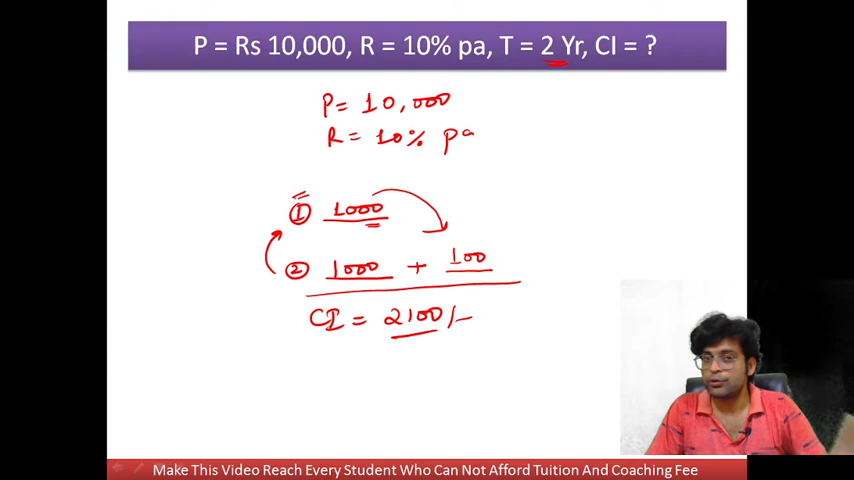 P = Rs 10,000, R = 10% pa, T = 2 Yr, CI = ?
P= 10,000
R= 10% pa
① 1000
② 1000 + 100
CI = 2100/-
Make This Video Reach Every Student Who Can Not Afford Tuition And Coaching Fee